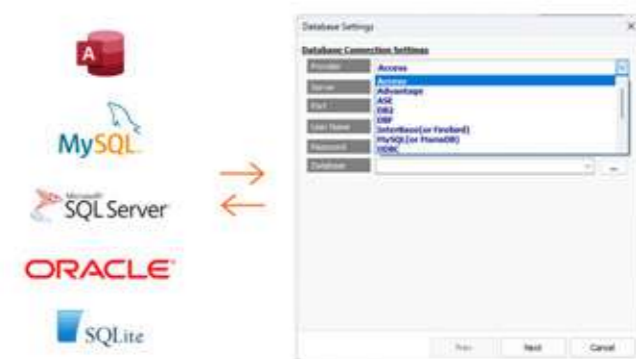 A
MySQL
Microsoft
SQL Server
ORACLE
SQLite
Database Settings
Database Connection Settings
Provider
Access
Access
Advantage
ASE
DB2
DBF
InterBase(or Firebird)
MySQL(or MariaDB)
ODBC
Server
Port
User Name
Password
Database
...
Prev
Next
Cancel